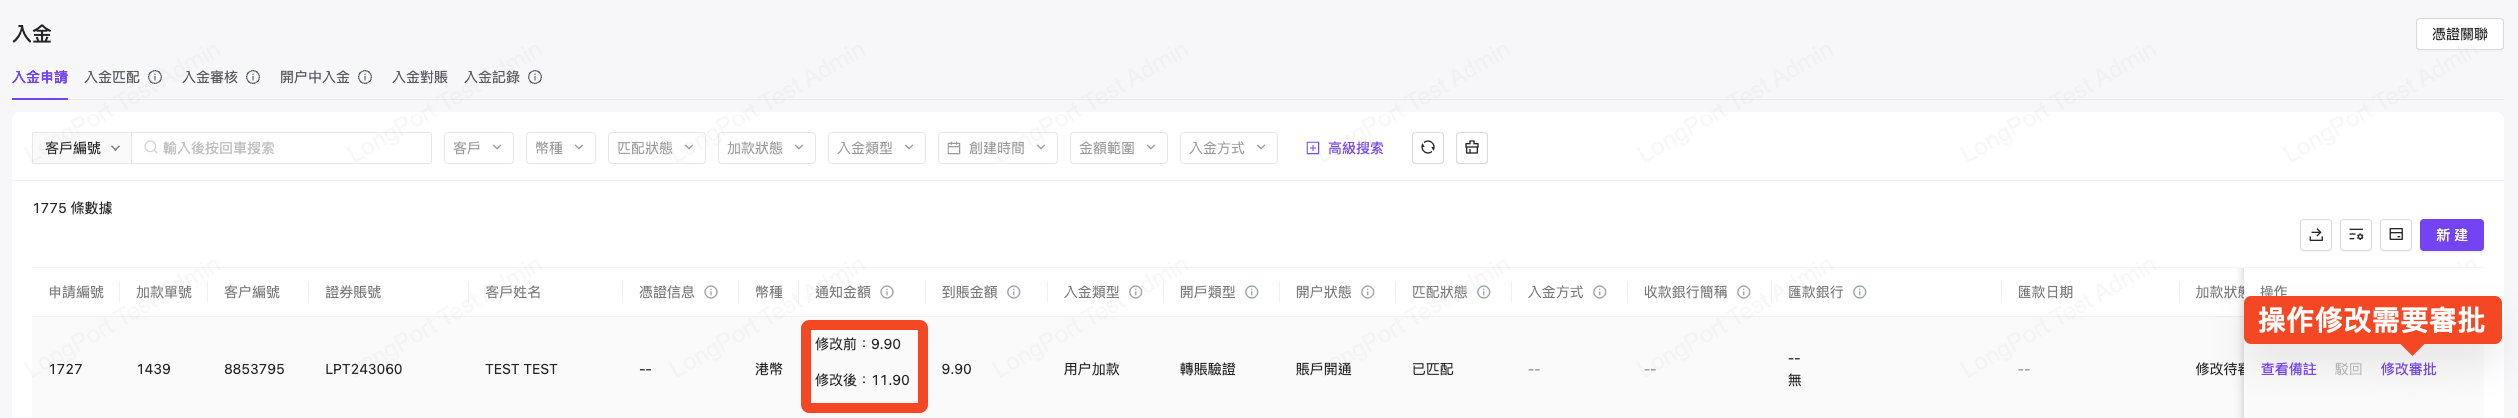 入金
憑證關聯
入金申請 入金匹配 入金審核 開户中入金 入金對賬 入金記錄
客戶編號 輸入後按回車搜索 客戶 幣種 匹配狀態 加款狀態 入金類型 創建時間 金額範圍 入金方式 高級搜索
1775 條數據
新 建
申請編號 加款單號 客户編號 證券賬號 客戶姓名 憑證信息 幣種 通知金額 到賬金額 入金類型 開戶類型 開戶狀態 匹配狀態 入金方式 收款銀行簡稱 匯款銀行 匯款日期 加款狀態 操作
操作修改需要審批
修改前：9.90
修改後：11.90
1727 1439 8853795 LPT243060 TEST TEST -- 港幣 9.90 用户加款 轉賬驗證 賬戶開通 已匹配 -- -- -- -- 修改待審 查看備註 駁回 修改審批
無
LongPort Test Admin